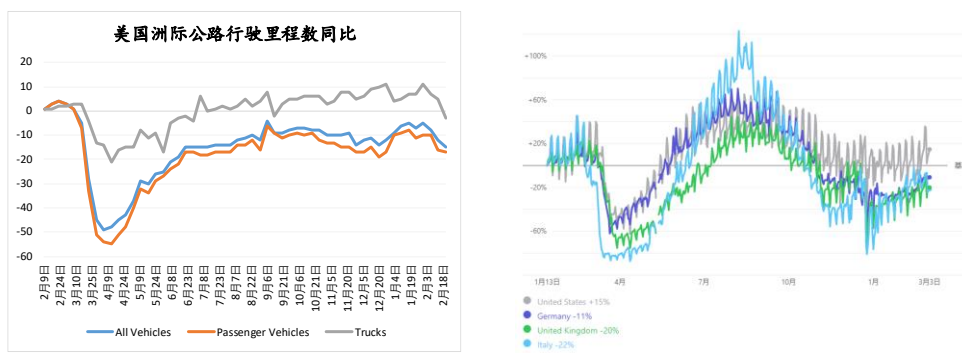 美国洲际公路行驶里程数同比
20
10
0
-10
-20
-30
-40
-50
-60
2月9日
2月24日
3月10日
3月25日
4月9日
4月24日
5月9日
5月24日
6月8日
6月23日
7月8日
7月23日
8月7日
8月22日
9月6日
9月21日
10月6日
10月21日
11月5日
11月20日
12月5日
12月20日
1月4日
1月19日
2月3日
2月18日
All Vehicles
Passenger Vehicles
Trucks
+100%
+60%
+20%
-20%
-60%
1月13日
4月
7月
10月
1月
3月3日
United States +15%
Germany -11%
United Kingdom -20%
Italy -22%